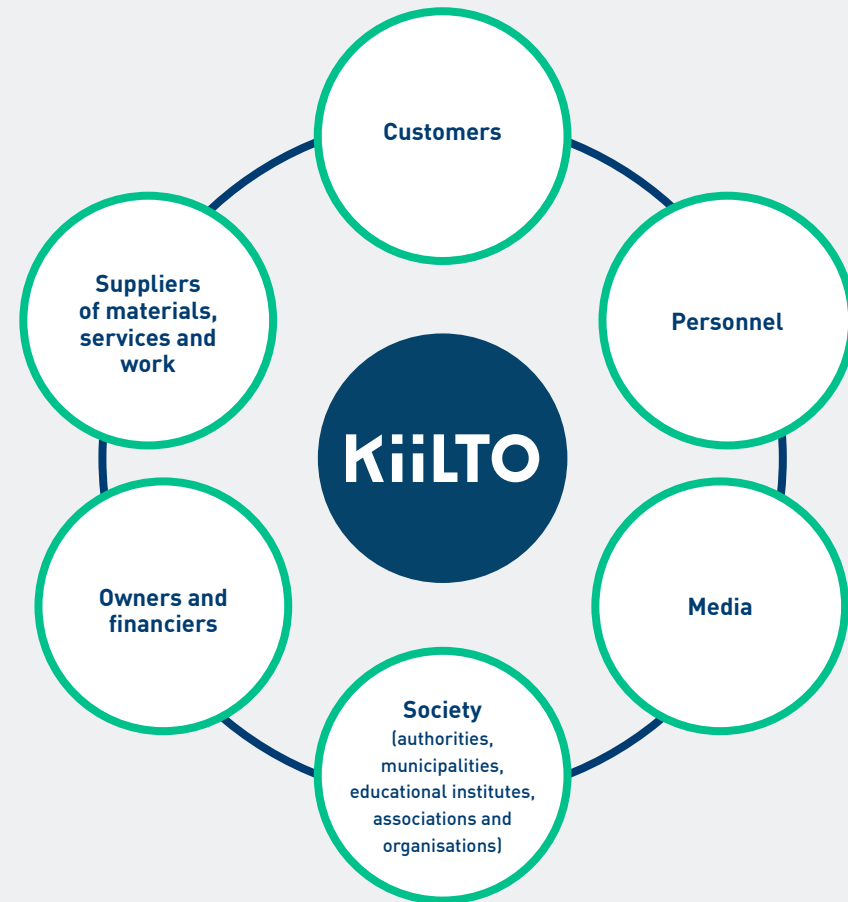 Customers
Suppliers
of materials,
services and
work
Personnel
KiiLTO
Owners and
financiers
Media
Society
(authorities,
municipalities,
educational institutes,
associations and
organisations)